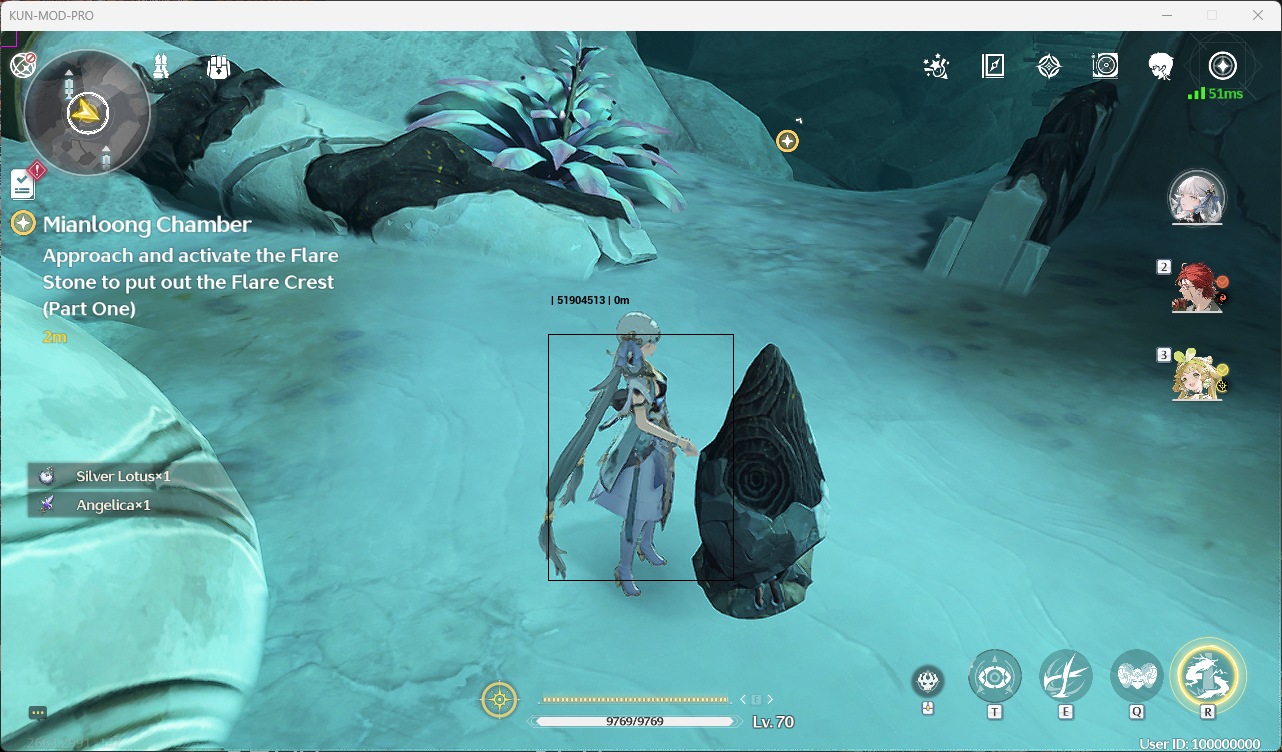 KUN-MOD-PRO
51ms
Mianloong Chamber
Approach and activate the Flare
Stone to put out the Flare Crest
(Part One)
2m
| 51904513 | 0m
2
3
Silver Lotus×1
Angelica×1
E
9769/9769
Lv. 70
T
E
Q
R
User ID: 100000000